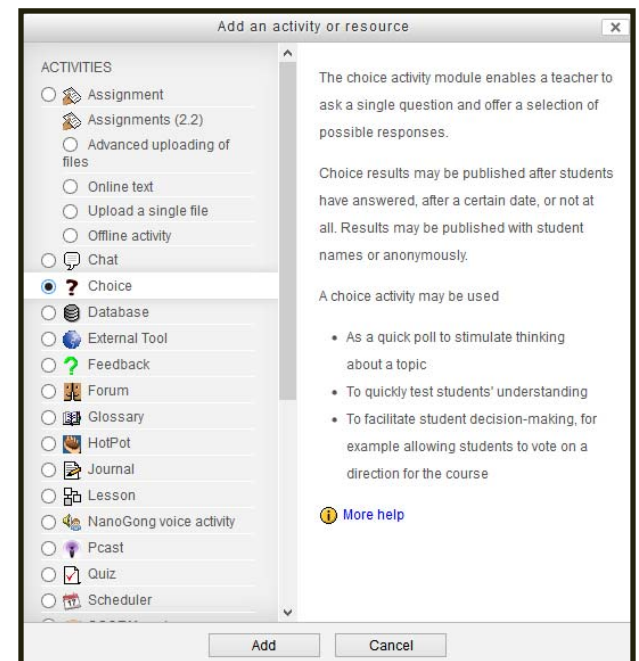 Add an activity or resource
ACTIVITIES
Assignment
Assignments (2.2)
Advanced uploading of
files
Online text
Upload a single file
Offline activity
Chat
Choice
Database
External Tool
Feedback
Forum
Glossary
HotPot
Journal
Lesson
NanoGong voice activity
Pcast
Quiz
Scheduler
The choice activity module enables a teacher to
ask a single question and offer a selection of
possible responses.
Choice results may be published after students
have answered, after a certain date, or not at
all. Results may be published with student
names or anonymously.
A choice activity may be used
As a quick poll to stimulate thinking
about a topic
To quickly test students' understanding
To facilitate student decision-making, for
example allowing students to vote on a
direction for the course
More help
Add
Cancel